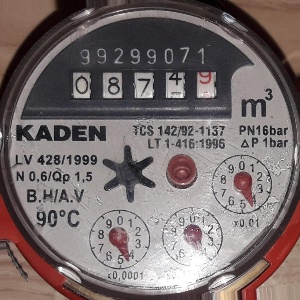 99299071
08749
m³
KADEN
TCS 142/92-1137
PN16bar
LV 428/1999
LT 1-416:1996
ΔP 1bar
N 0,6/Qp 1,5
B.H/A.V
90°C
x0,01
x0,0001